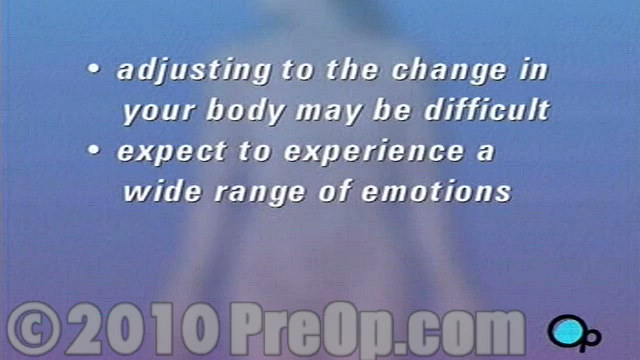 • adjusting to the change in
your body may be difficult
• expect to experience a
wide range of emotions
© 2010 PreOp.com
Op